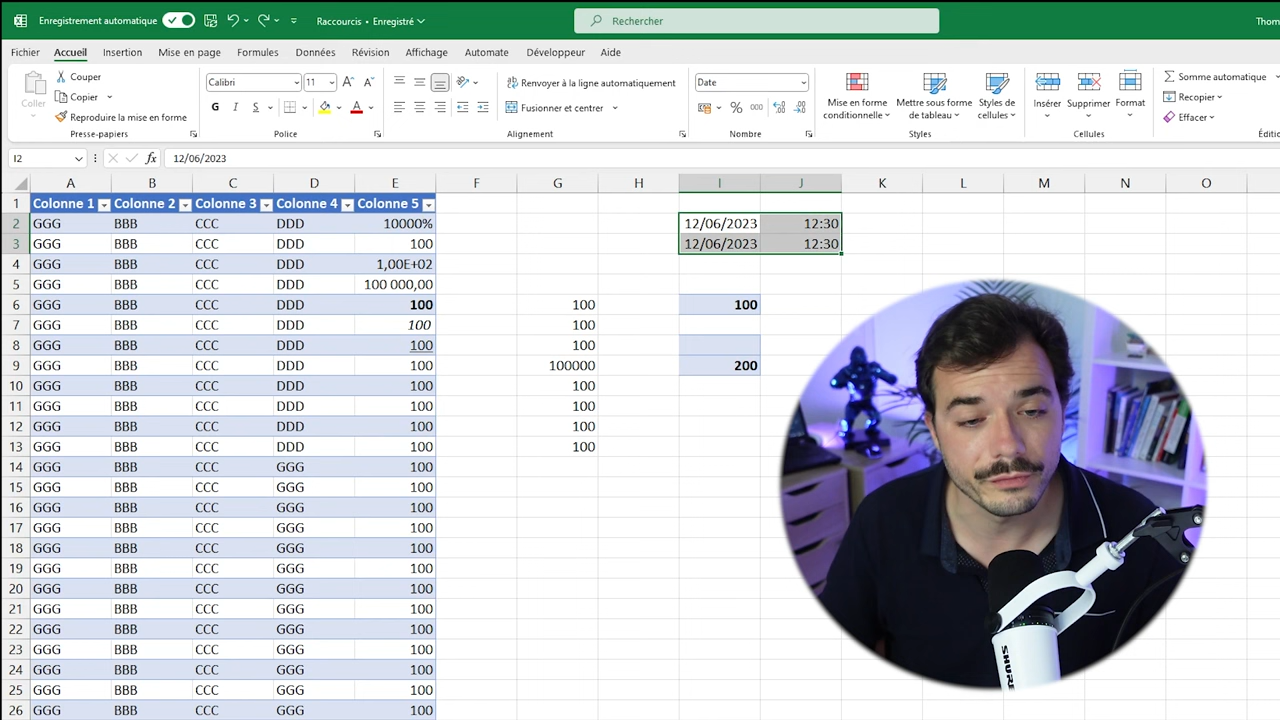 Enregistrement automatique Raccourcis • Enregistré Rechercher Thom
Fichier Accueil Insertion Mise en page Formules Données Révision Affichage Automate Développeur Aide
Coller
Couper
Copier
Reproduire la mise en forme
Presse-papiers
Calibri 11
G I S A
Police
Renvoyer à la ligne automatiquement
Fusionner et centrer
Alignement
Date
% 000
Nombre
Mise en forme conditionnelle
Mettre sous forme de tableau
Styles de cellules
Styles
Insérer Supprimer Format
Cellules
Somme automatique
Recopier
Effacer
Éditio
I2 fx 12/06/2023
A B C D E F G H I J K L M N O
1 Colonne 1 Colonne 2 Colonne 3 Colonne 4 Colonne 5
2 GGG BBB CCC DDD 10000% 12/06/2023 12:30
3 GGG BBB CCC DDD 100 12/06/2023 12:30
4 GGG BBB CCC DDD 1,00E+02
5 GGG BBB CCC DDD 100 000,00
6 GGG BBB CCC DDD 100 100 100
7 GGG BBB CCC DDD 100 100
8 GGG BBB CCC DDD 100 100
9 GGG BBB CCC DDD 100 100000 200
10 GGG BBB CCC DDD 100 100
11 GGG BBB CCC DDD 100 100
12 GGG BBB CCC DDD 100 100
13 GGG BBB CCC DDD 100 100
14 GGG BBB CCC GGG 100
15 GGG BBB CCC GGG 100
16 GGG BBB CCC GGG 100
17 GGG BBB CCC GGG 100
18 GGG BBB CCC GGG 100
19 GGG BBB CCC GGG 100
20 GGG BBB CCC GGG 100
21 GGG BBB CCC GGG 100
22 GGG BBB CCC GGG 100
23 GGG BBB CCC GGG 100
24 GGG BBB CCC GGG 100
25 GGG BBB CCC GGG 100
26 GGG BBB CCC GGG 100